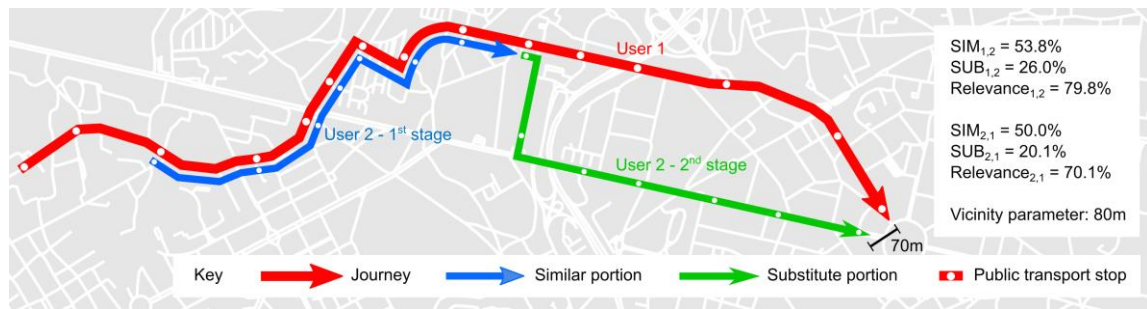 User 1
User 2 - 1st stage
User 2 - 2nd stage
70m
SIM1,2 = 53.8%
SUB1,2 = 26.0%
Relevance1,2 = 79.8%
SIM2,1 = 50.0%
SUB2,1 = 20.1%
Relevance2,1 = 70.1%
Vicinity parameter: 80m
Key Journey Similar portion Substitute portion Public transport stop